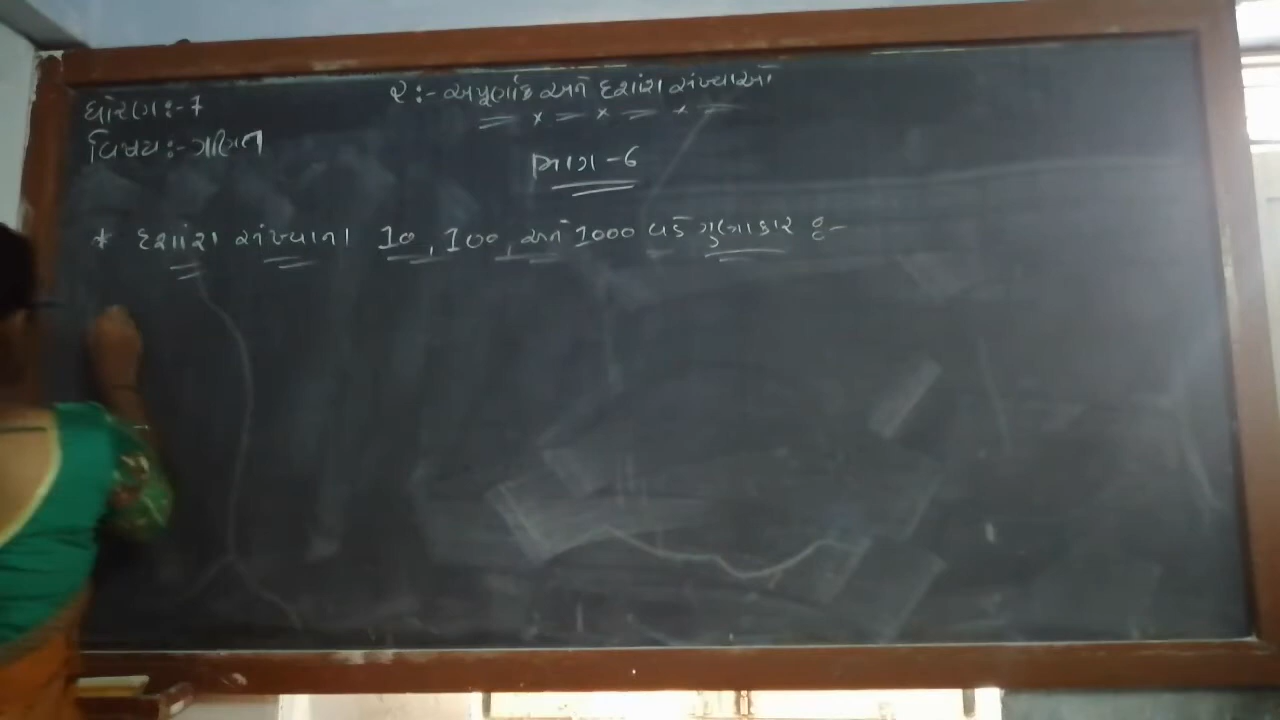 ધોરણ:- 7
૨:- અપૂર્ણાંક અને દશાંશ સંખ્યાઓ
વિષય:- ગણિત
ભાગ - 6
* દશાંશ સંખ્યાના 10, 100, અને 1000 વડે ગુણાકાર :-